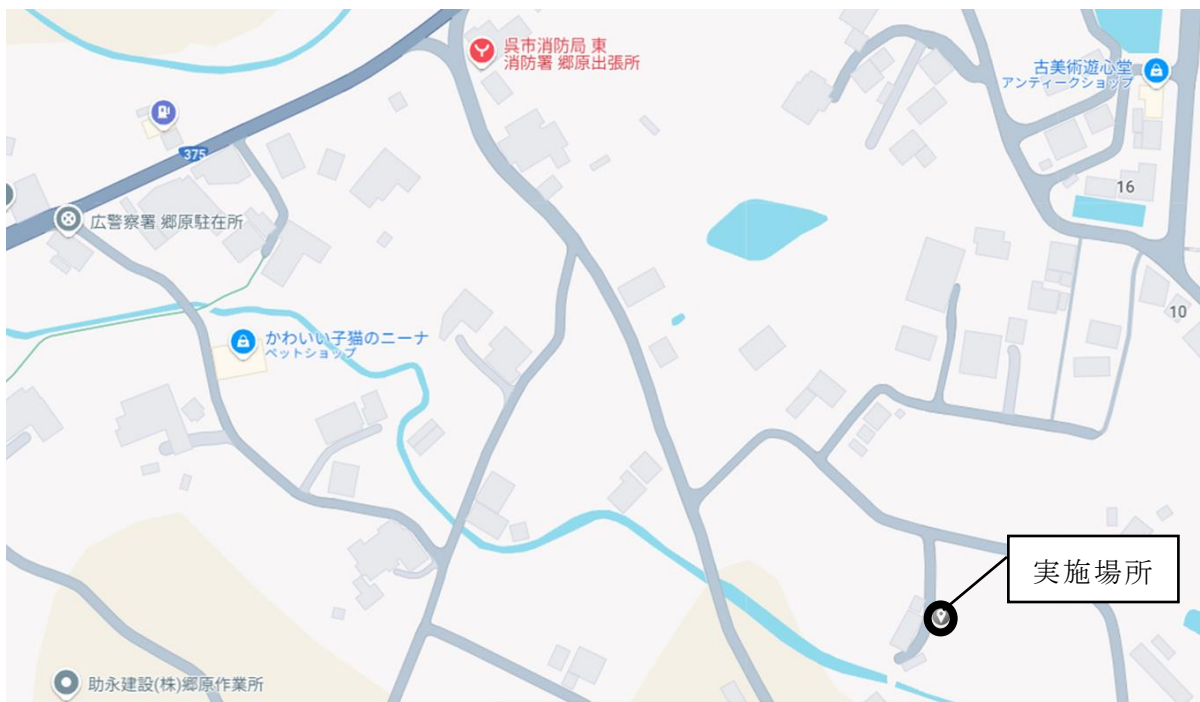 呉市消防局 東
消防署 郷原出張所
古美術遊心堂
アンティークショップ
375
16
広警察署 郷原駐在所
10
かわいい子猫のニーナ
ペットショップ
実施場所
助永建設(株)郷原作業所